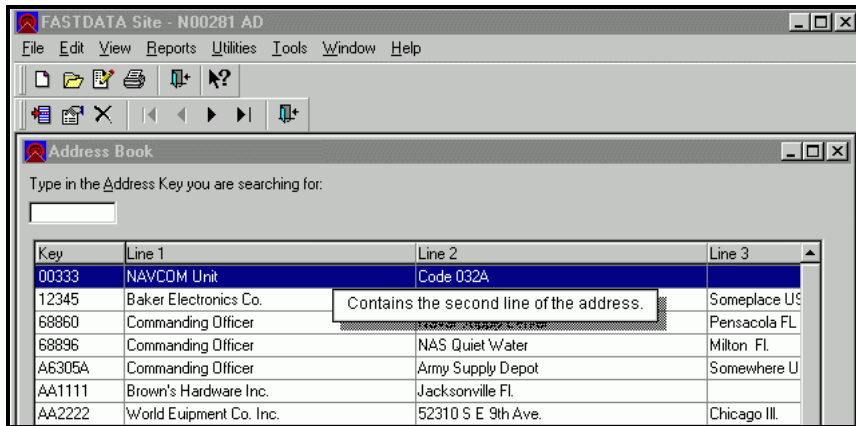 FASTDATA Site - N00281 AD
File Edit View Reports Utilities Tools Window Help
Address Book
Type in the Address Key you are searching for:
Key Line 1 Line 2 Line 3
00333 NAVCOM Unit Code 032A
12345 Baker Electronics Co. Someplace US
Contains the second line of the address.
68860 Commanding Officer Naval Supply Center Pensacola FL
68896 Commanding Officer NAS Quiet Water Milton Fl.
A6305A Commanding Officer Army Supply Depot Somewhere U
AA1111 Brown's Hardware Inc. Jacksonville Fl.
AA2222 World Euipment Co. Inc. 52310 S E 9th Ave. Chicago Ill.